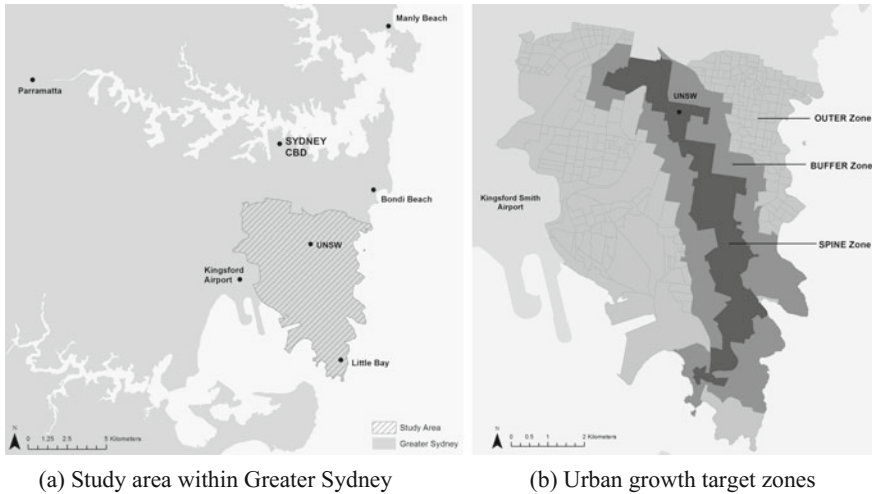 Manly Beach
Parramatta
SYDNEY
CBD
Bondi Beach
UNSW
Kingsford
Airport
Little Bay
N
0 1.25 2.5 5 Kilometers
Study Area
Greater Sydney
(a) Study area within Greater Sydney
UNSW
OUTER Zone
BUFFER Zone
Kingsford Smith
Airport
SPINE Zone
N
0 0.5 1 2 Kilometers
(b) Urban growth target zones